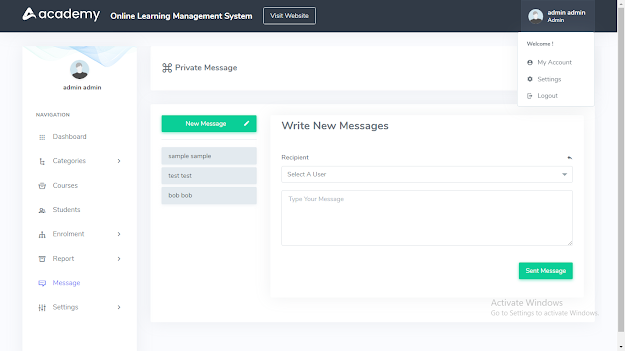 academy
Online Learning Management System
Visit Website
admin admin
Admin
Welcome !
My Account
Settings
Logout
admin admin
NAVIGATION
Dashboard
Categories
Courses
Students
Enrolment
Report
Message
Settings
Private Message
New Message
sample sample
test test
bob bob
Write New Messages
Recipient
Select A User
Type Your Message
Sent Message
Activate Windows
Go to Settings to activate Windows.